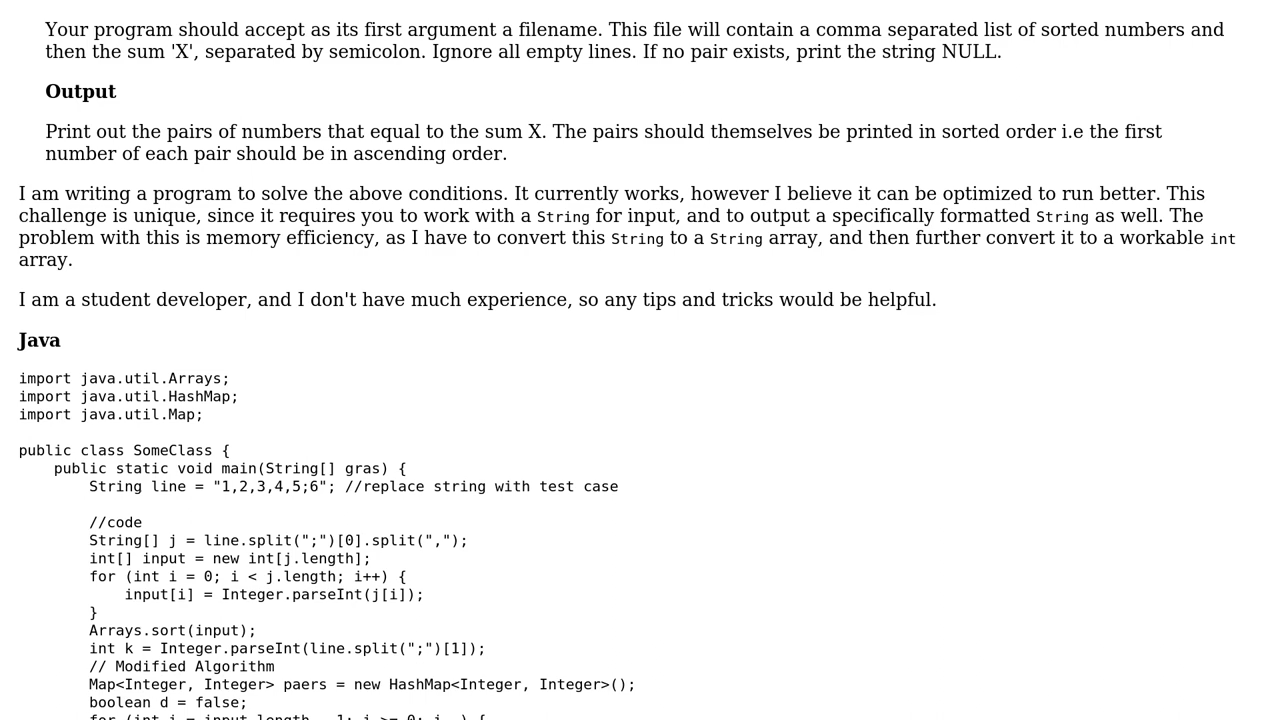 Your program should accept as its first argument a filename. This file will contain a comma separated list of sorted numbers and
then the sum 'X', separated by semicolon. Ignore all empty lines. If no pair exists, print the string NULL.
Output
Print out the pairs of numbers that equal to the sum X. The pairs should themselves be printed in sorted order i.e the first
number of each pair should be in ascending order.
I am writing a program to solve the above conditions. It currently works, however I believe it can be optimized to run better. This
challenge is unique, since it requires you to work with a String for input, and to output a specifically formatted String as well. The
problem with this is memory efficiency, as I have to convert this String to a String array, and then further convert it to a workable int
array.
I am a student developer, and I don't have much experience, so any tips and tricks would be helpful.
Java
import java.util.Arrays;
import java.util.HashMap;
import java.util.Map;
public class SomeClass {
    public static void main(String[] gras) {
        String line = "1,2,3,4,5;6"; //replace string with test case
        //code
        String[] j = line.split(";")[0].split(",");
        int[] input = new int[j.length];
        for (int i = 0; i < j.length; i++) {
            input[i] = Integer.parseInt(j[i]);
        }
        Arrays.sort(input);
        int k = Integer.parseInt(line.split(";")[1]);
        // Modified Algorithm
        Map<Integer, Integer> paers = new HashMap<Integer, Integer>();
        boolean d = false;